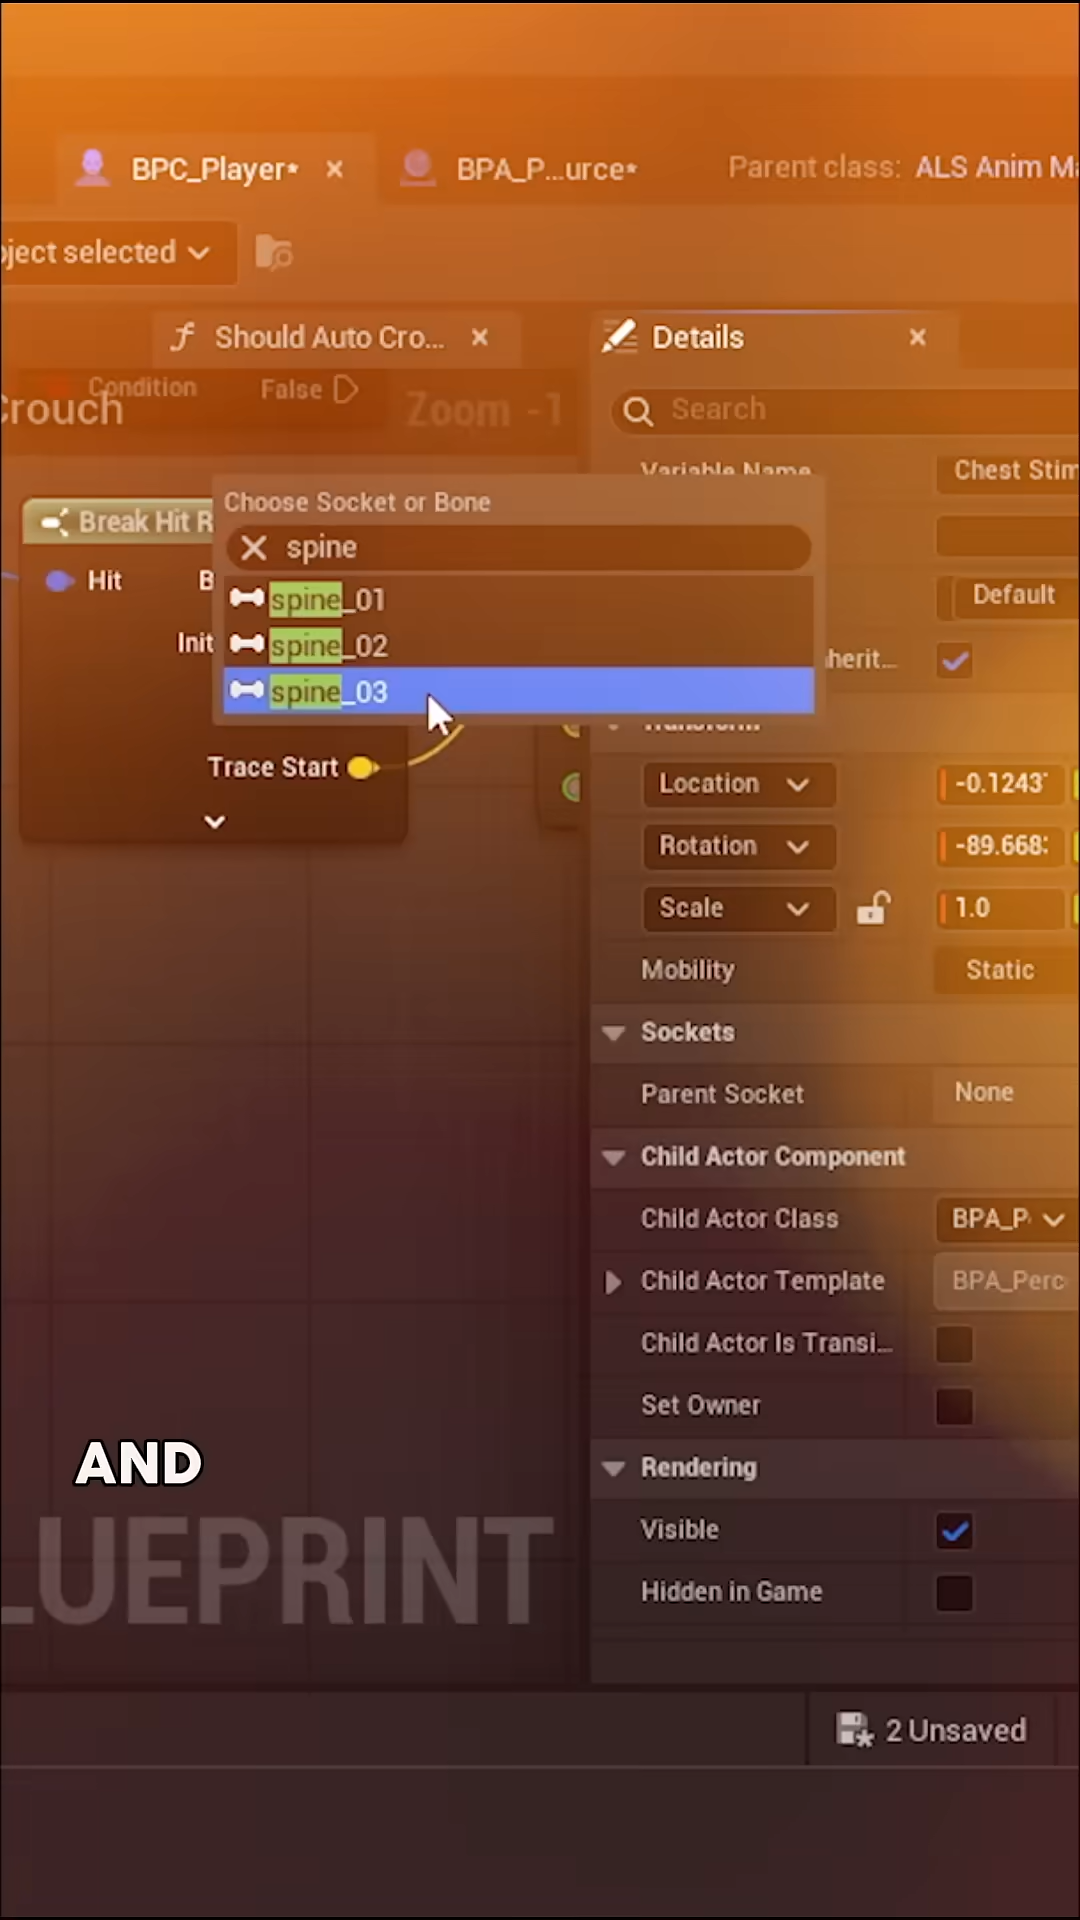 BPC_Player*
BPA_P...urce*
Parent class: ALS Anim Ma
ject selected
Should Auto Cro...
Details
Condition
False
Crouch
Zoom -1
Search
Variable Name
Chest Stim
Choose Socket or Bone
Break Hit R
spine
Hit
B
spine_01
Default
Init
spine_02
herit...
spine_03
Transform
Trace Start
Location
-0.1243
Rotation
-89.668
Scale
1.0
Mobility
Static
Sockets
Parent Socket
None
Child Actor Component
Child Actor Class
BPA_P
Child Actor Template
BPA_Perc
Child Actor Is Transi...
Set Owner
AND
Rendering
Visible
LUEPRINT
Hidden in Game
2 Unsaved